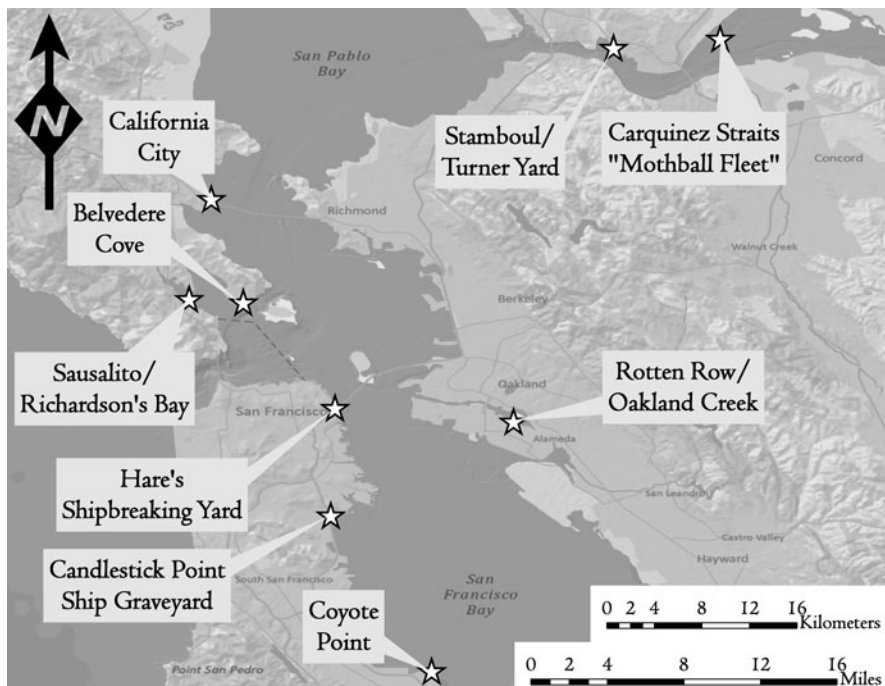 San Pablo
Bay
N
California
City
Stamboul/
Turner Yard
Carquinez Straits
"Mothball Fleet"
Concord
Belvedere
Cove
Richmond
Walnut Creek
Berkeley
Sausalito/
Richardson's Bay
Rotten Row/
Oakland Creek
Oakland
San Francisco
Alameda
Hare's
Shipbreaking Yard
San Leandro
Castro Valley
Hayward
Candlestick Point
Ship Graveyard
South San Francisco
San
Francisco
Bay
Coyote
Point
Point San Pedro
0 2 4 8 12 16
Kilometers
0 2 4 8 12 16
Miles